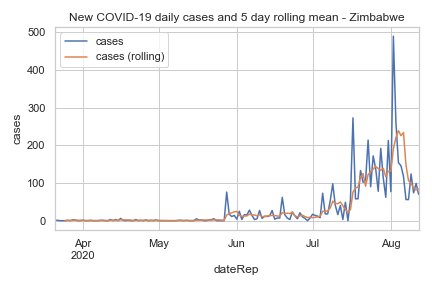 New COVID-19 daily cases and 5 day rolling mean - Zimbabwe
cases
cases (rolling)
500
400
300
200
100
0
cases
Apr
2020
May
Jun
Jul
Aug
dateRep